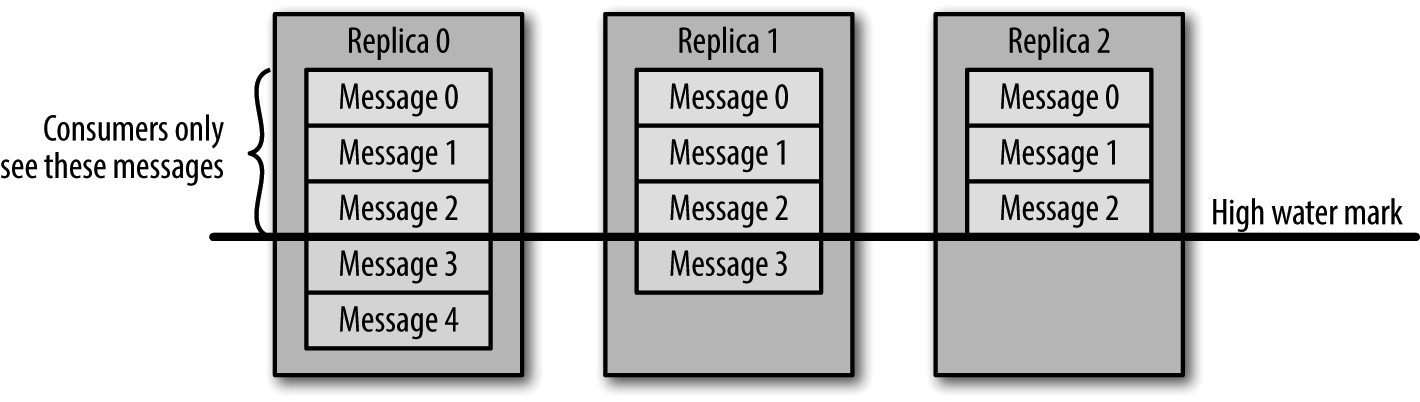 Consumers only
see these messages
Replica 0
Message 0
Message 1
Message 2
Message 3
Message 4
Replica 1
Message 0
Message 1
Message 2
Message 3
Replica 2
Message 0
Message 1
Message 2
High water mark